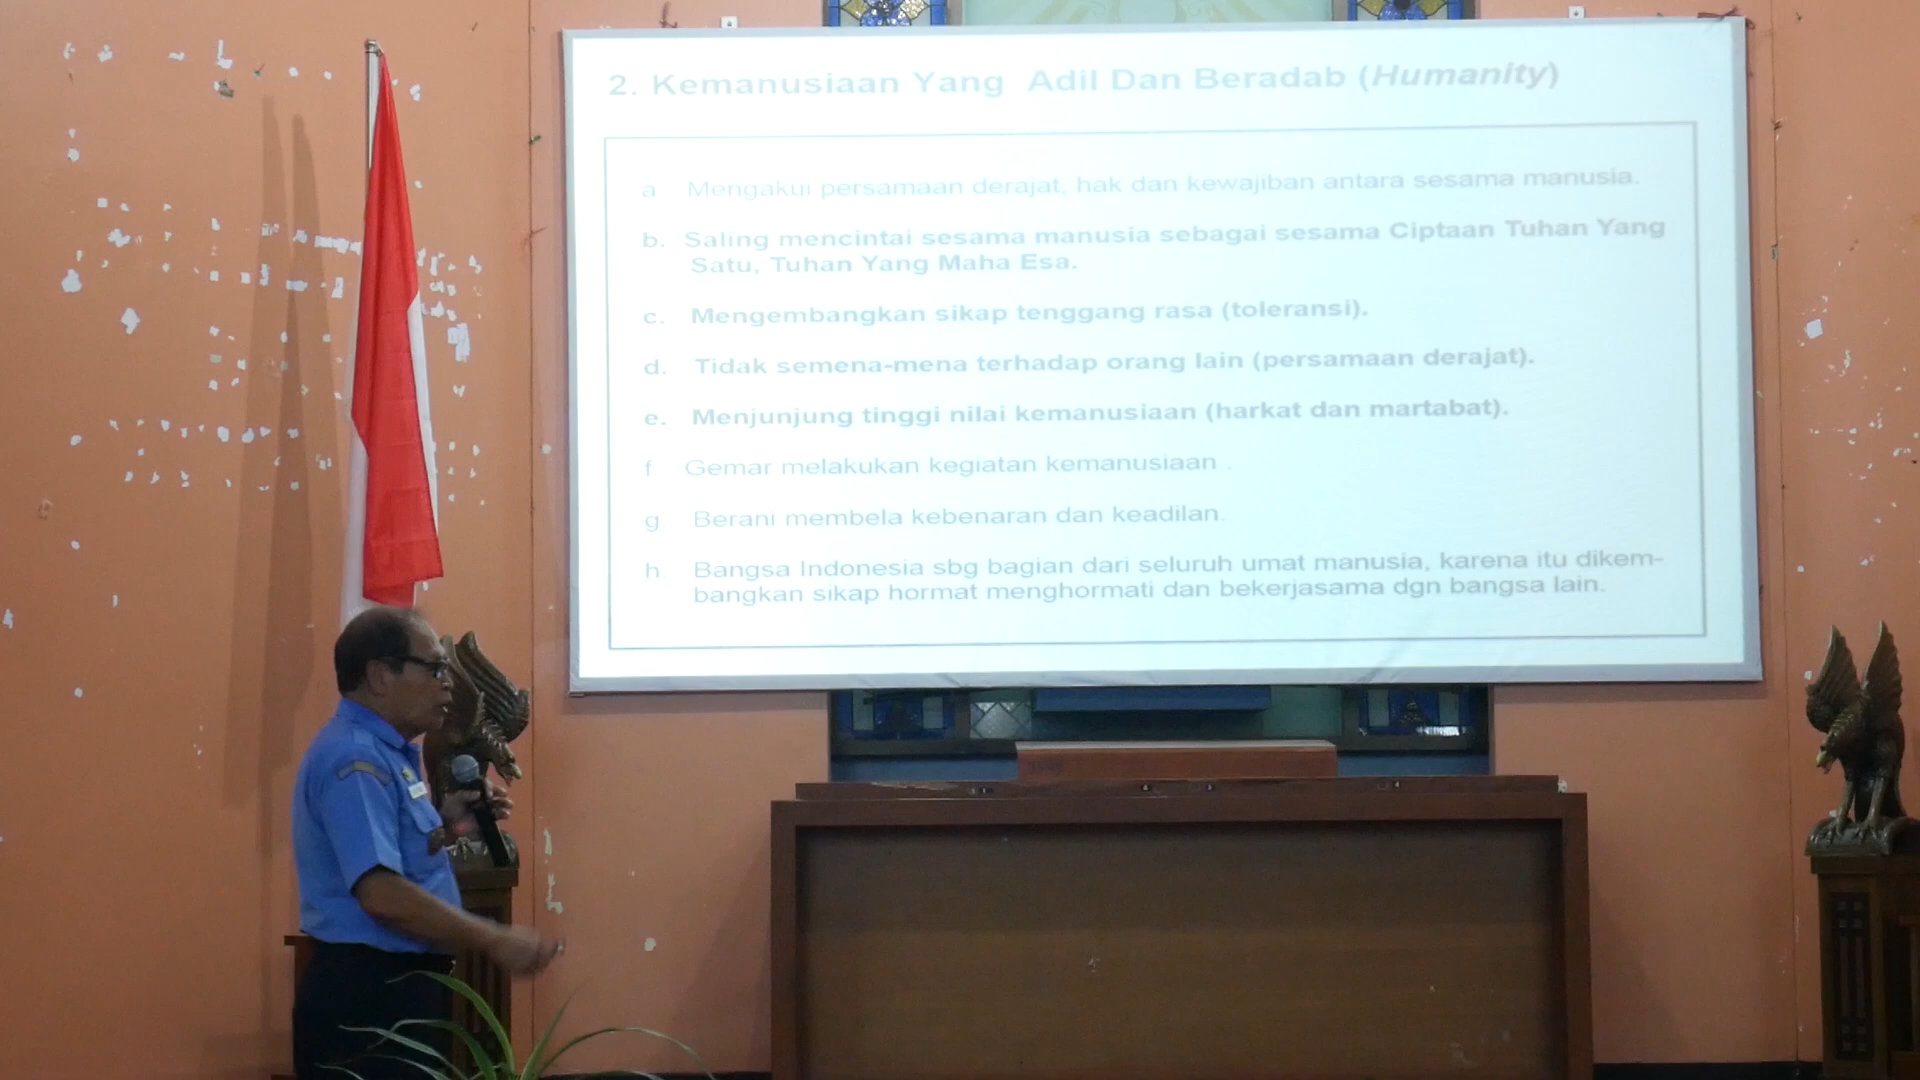 2. Kemanusiaan Yang Adil Dan Beradab (Humanity)
a Mengakui persamaan derajat, hak dan kewajiban antara sesama manusia.
b. Saling mencintai sesama manusia sebagai sesama Ciptaan Tuhan Yang
Satu, Tuhan Yang Maha Esa.
c. Mengembangkan sikap tenggang rasa (toleransi).
d. Tidak semena-mena terhadap orang lain (persamaan derajat).
e. Menjunjung tinggi nilai kemanusiaan (harkat dan martabat).
f Gemar melakukan kegiatan kemanusiaan .
g. Berani membela kebenaran dan keadilan.
h. Bangsa Indonesia sbg bagian dari seluruh umat manusia, karena itu dikem-
bangkan sikap hormat menghormati dan bekerjasama dgn bangsa lain.